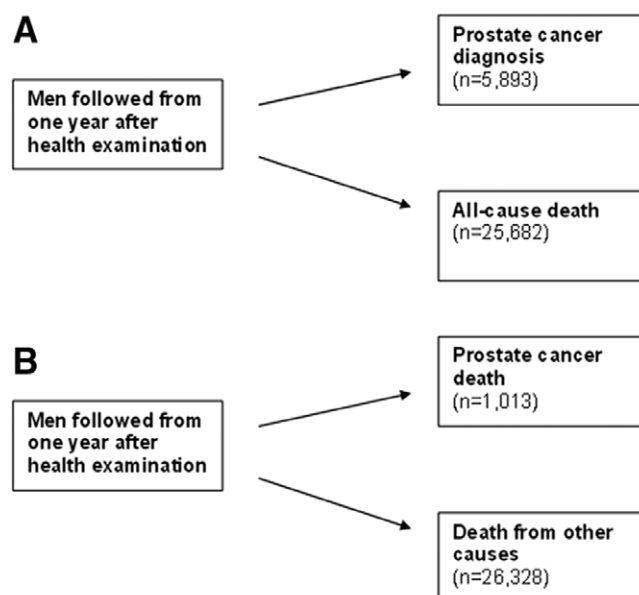 A
Men followed from
one year after
health examination
Prostate cancer
diagnosis
(n=5,893)
All-cause death
(n=25,682)
B
Men followed from
one year after
health examination
Prostate cancer
death
(n=1,013)
Death from other
causes
(n=26,328)